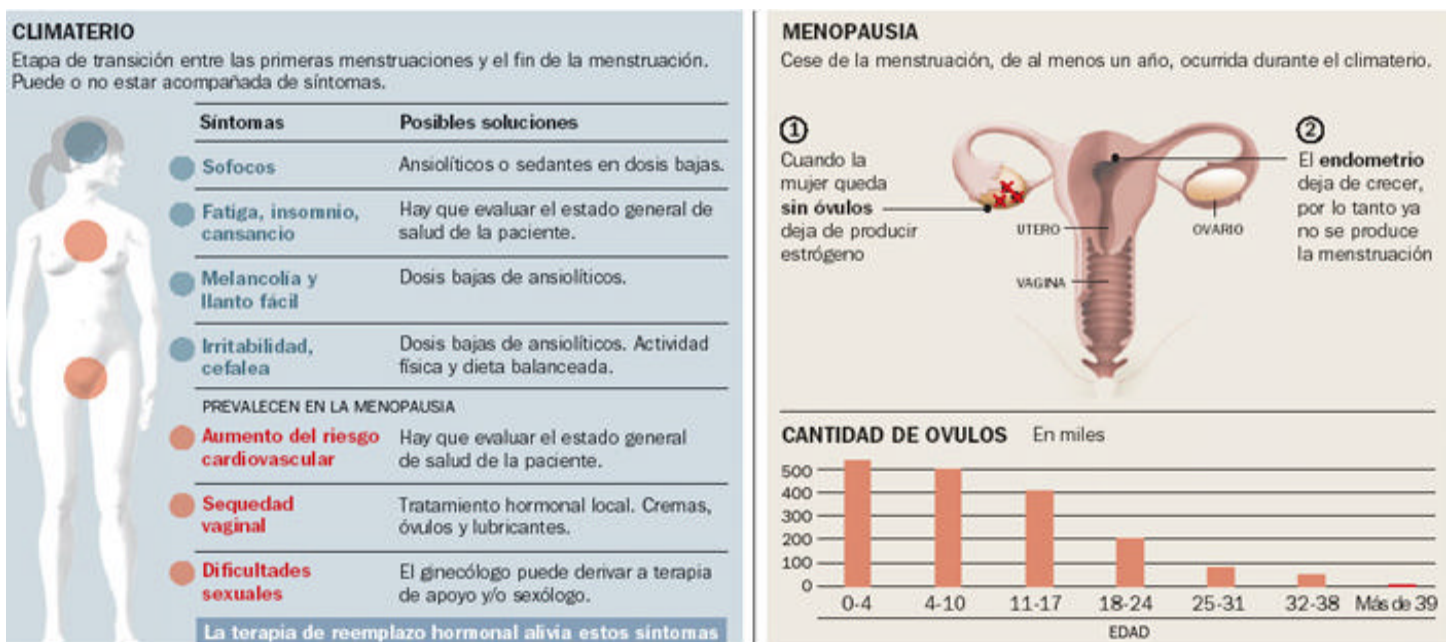 CLIMATERIO
Etapa de transición entre las primeras menstruaciones y el fin de la menstruación.
Puede o no estar acompañada de síntomas.
Síntomas Posibles soluciones
Sofocos Ansiolíticos o sedantes en dosis bajas.
Fatiga, insomnio, cansancio
Hay que evaluar el estado general de
salud de la paciente.
Melancolía y
llanto fácil
Dosis bajas de ansiolíticos.
Irritabilidad,
cefalea
Dosis bajas de ansiolíticos. Actividad
física y dieta balanceada.
PREVALECEN EN LA MENOPAUSIA
Aumento del riesgo
cardiovascular
Hay que evaluar el estado general
de salud de la paciente.
Sequedad
vaginal
Tratamiento hormonal local. Cremas,
óvulos y lubricantes.
Dificultades
sexuales
El ginecólogo puede derivar a terapia
de apoyo y/o sexólogo.
La terapia de reemplazo hormonal alivia estos síntomas
MENOPAUSIA
Cese de la menstruación, de al menos un año, ocurrida durante el climaterio.
1
Cuando la
mujer queda
sin óvulos
deja de producir
estrógeno
UTERO
VAGINA
OVARIO
2
El endometrio
deja de crecer,
por lo tanto ya
no se produce
la menstruación
CANTIDAD DE OVULOS En miles
500
400
300
200
100
0
0-4 4-10 11-17 18-24 25-31 32-38 Más de 39
EDAD